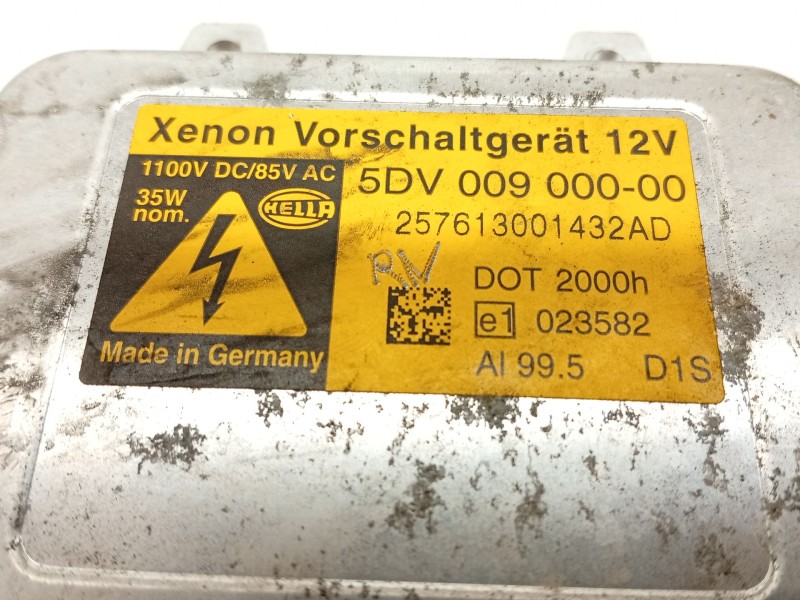 Xenon Vorschaltgerät 12V
1100V DC/85V AC
35W
nom.
HELLA
5DV 009 000-00
257613001432AD
RW
DOT 2000h
e1 023582
Made in Germany
Al 99.5 D1S